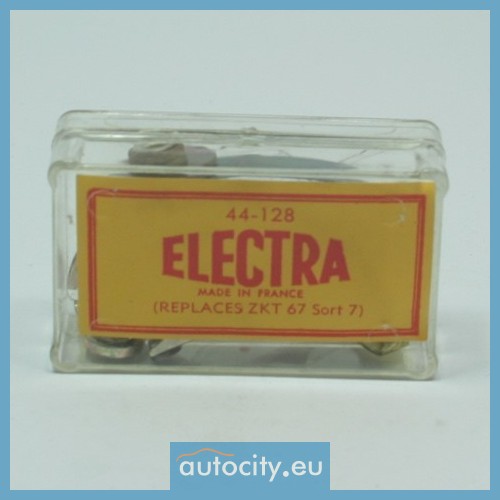 44-128
ELECTRA
MADE IN FRANCE
(REPLACES ZKT 67 Sort 7)
autocity.eu